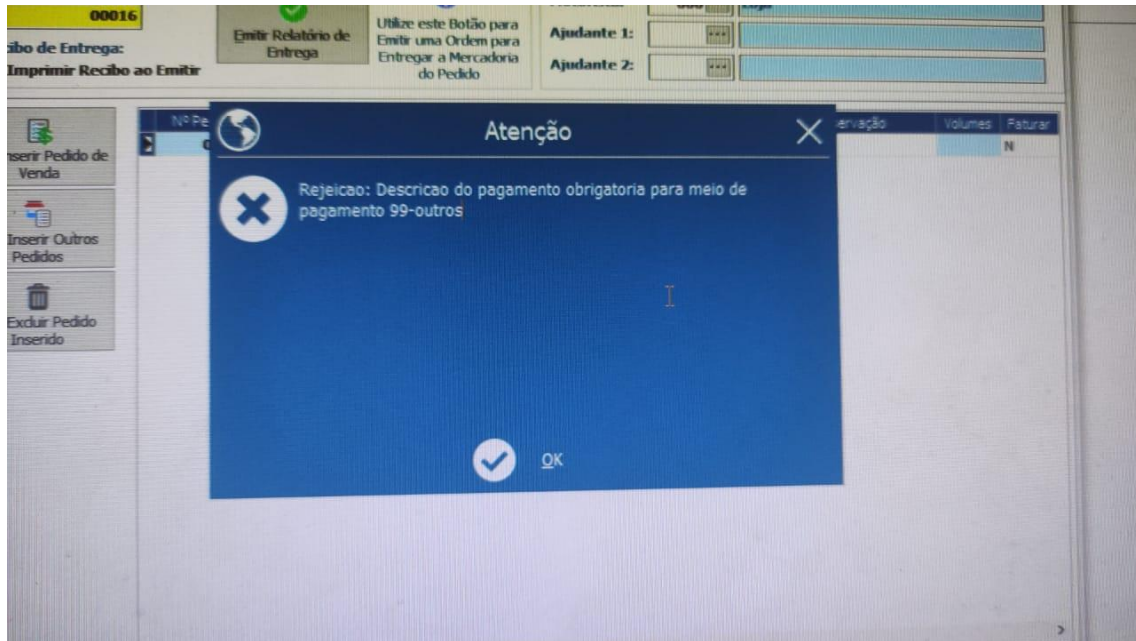 00016
Emitir Relatório de
Entrega
Utilize este Botão para
Emitir uma Ordem para
Entregar a Mercadoria
do Pedido
Ajudante 1:
Ajudante 2:
de Entrega:
Imprimir Recibo ao Emitir
Pedido de
Venda
Inserir Outros
Pedidos
Excluir Pedido
Inserido
Nº
Volumes
Faturar
N
Atenção
Rejeicao: Descricao do pagamento obrigatoria para meio de
pagamento 99-outros
OK